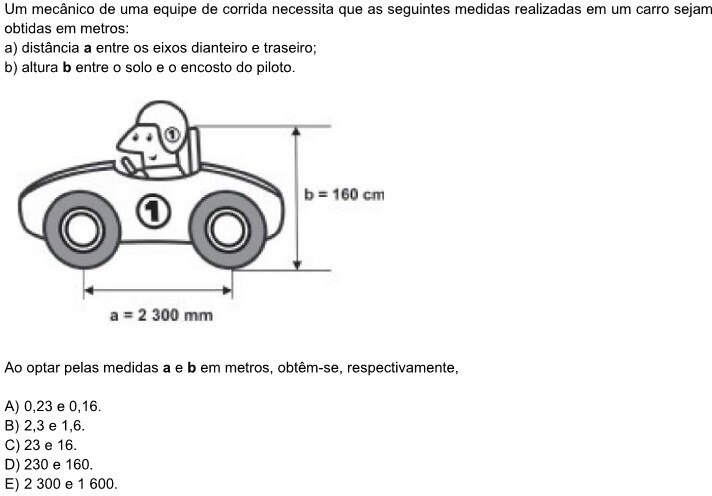 Um mecânico de uma equipe de corrida necessita que as seguintes medidas realizadas em um carro sejam
obtidas em metros:
a) distância a entre os eixos dianteiro e traseiro;
b) altura b entre o solo e o encosto do piloto.
1
b = 160 cm
1
a = 2 300 mm
Ao optar pelas medidas a e b em metros, obtêm-se, respectivamente,
A) 0,23 e 0,16.
B) 2,3 e 1,6.
C) 23 e 16.
D) 230 e 160.
E) 2 300 e 1 600.